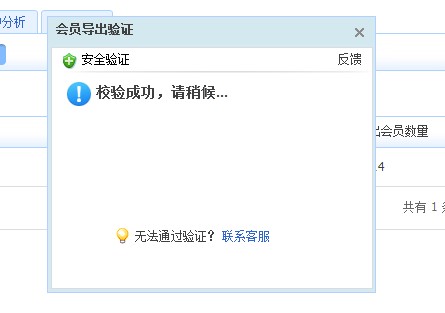 分析
会员导出验证
安全验证 反馈
校验成功，请稍候...
出会员数量
4
共有 1
无法通过验证？ 联系客服